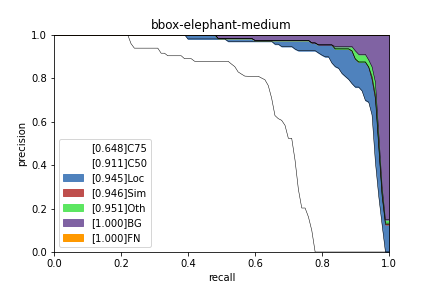 bbox-elephant-medium
1.0
0.8
0.6
0.4
0.2
0.0
precision
[0.648]C75
[0.911]C50
[0.945]Loc
[0.946]Sim
[0.951]Oth
[1.000]BG
[1.000]FN
0.0 0.2 0.4 0.6 0.8 1.0
recall